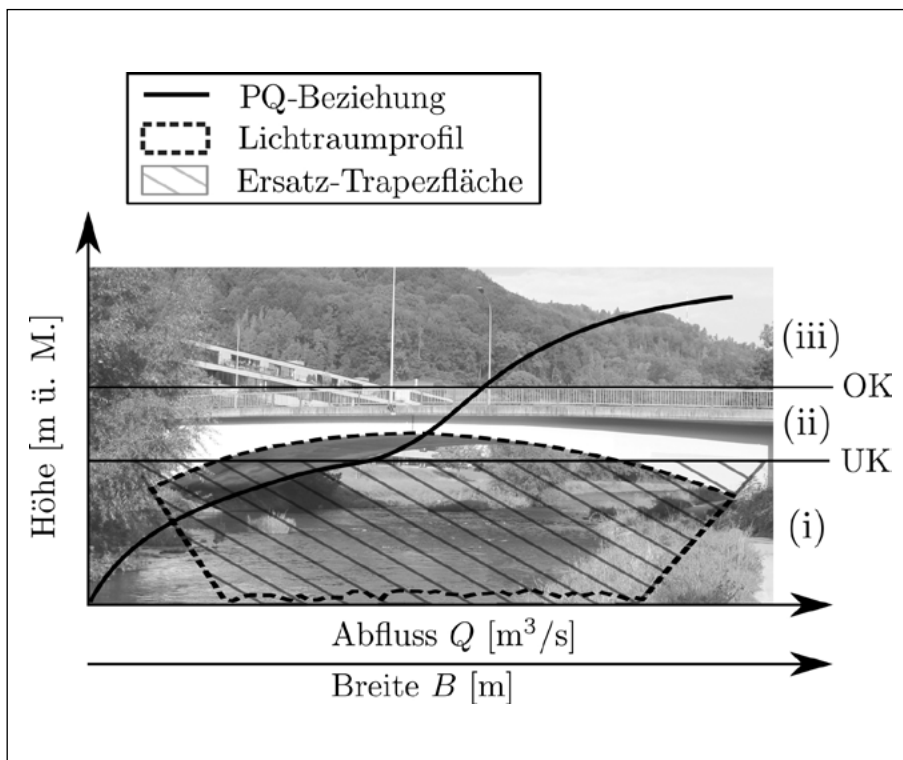 PQ-Beziehung
Lichtraumprofil
Ersatz-Trapezfläche
Höhe [m ü. M.]
(iii)
OK
(ii)
UK
(i)
Abfluss Q [m³/s]
Breite B [m]